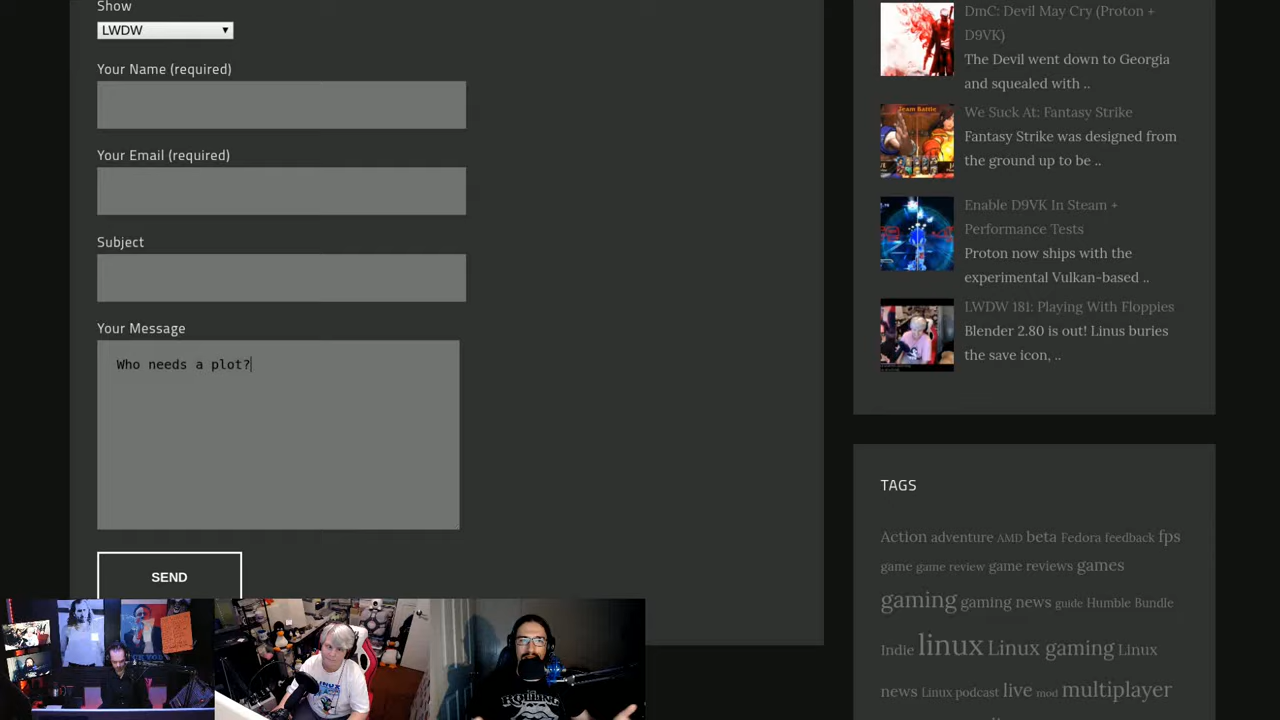 Show
LWDW
Your Name (required)
Your Email (required)
Subject
Your Message
Who needs a plot?
SEND
DmC: Devil May Cry (Proton +
D9VK)
The Devil went down to Georgia
and squealed with ..
We Suck At: Fantasy Strike
Fantasy Strike was designed from
the ground up to be ..
Enable D9VK In Steam +
Performance Tests
Proton now ships with the
experimental Vulkan-based ..
LWDW 181: Playing With Floppies
Blender 2.80 is out! Linus buries
the save icon, ..
TAGS
Action adventure AMD beta Fedora feedback fps
game game review game reviews games
gaming gaming news guide Humble Bundle
Indie linux Linux gaming Linux
news Linux podcast live mod multiplayer
Team Battle